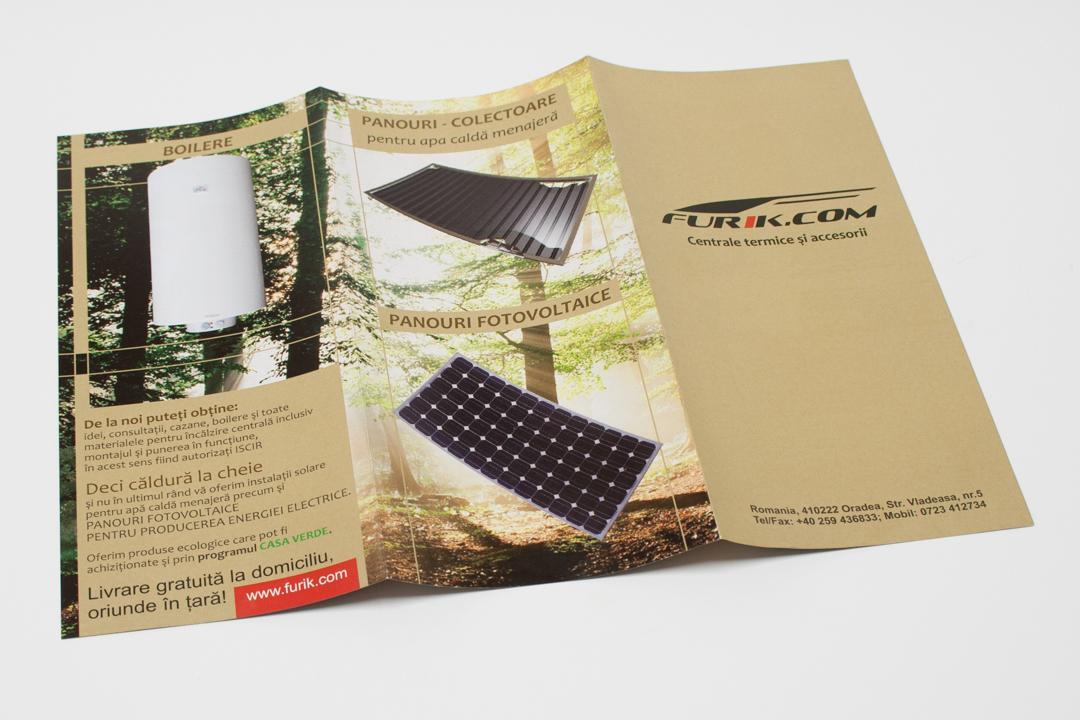 BOILERE
De la noi puteți obține:
idei, consultații, cazane, boilere și toate
materialele pentru încălzire centrală inclusiv
montajul și punerea în funcțiune,
în acest sens fiind autorizați ISCIR
Deci căldură la cheie
și nu în ultimul rând vă oferim instalații solare
pentru apă caldă menajeră precum și
PANOURI FOTOVOLTAICE
PENTRU PRODUCEREA ENERGIEI ELECTRICE.
Oferim produse ecologice care pot fi
achiziționate și prin programul CASA VERDE.
Livrare gratuită la domiciliu,
oriunde în țară!
www.furik.com
PANOURI - COLECTOARE
pentru apa caldă menajeră
PANOURI FOTOVOLTAICE
FURIK.COM
Centrale termice și accesorii
Romania, 410222 Oradea, Str. Vladeasa, nr.5
Tel/Fax: +40 259 436833; Mobil: 0723 412734